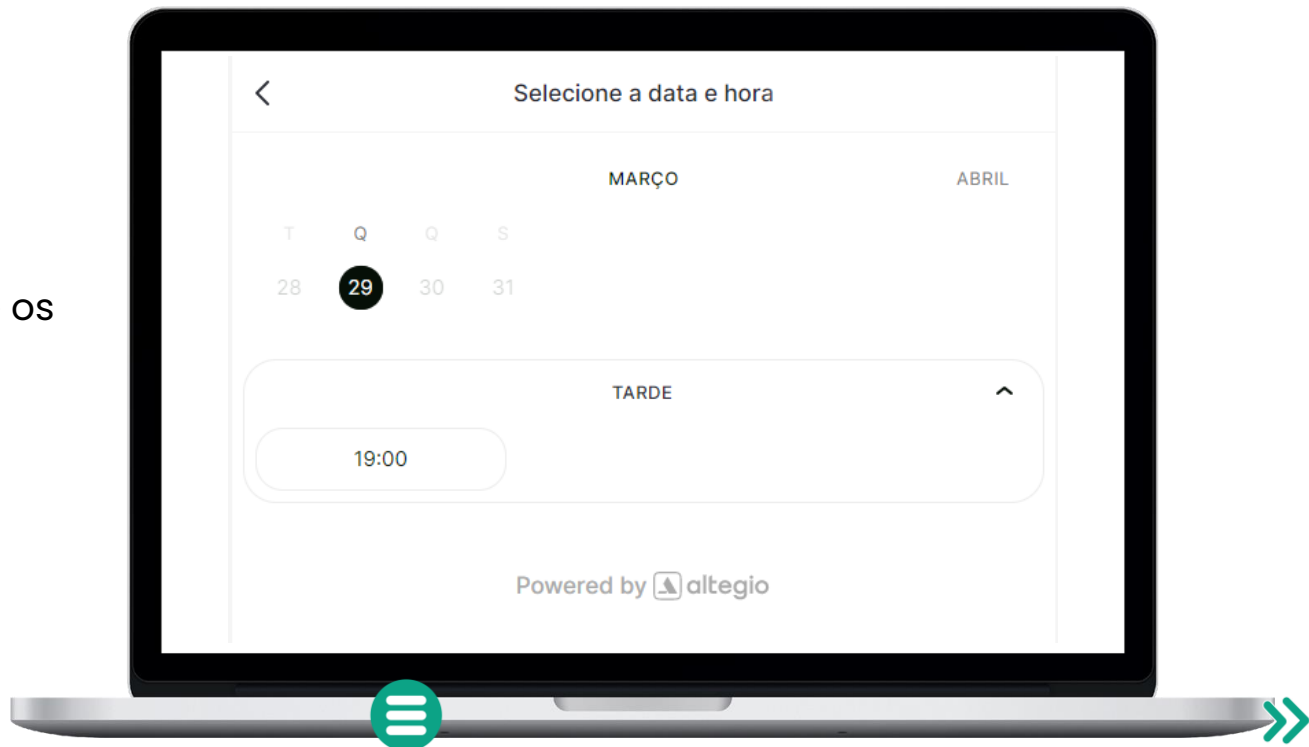 Selecione a data e hora
MARÇO ABRIL
T Q Q S
28 29 30 31
os
TARDE
19:00
Powered by altegio